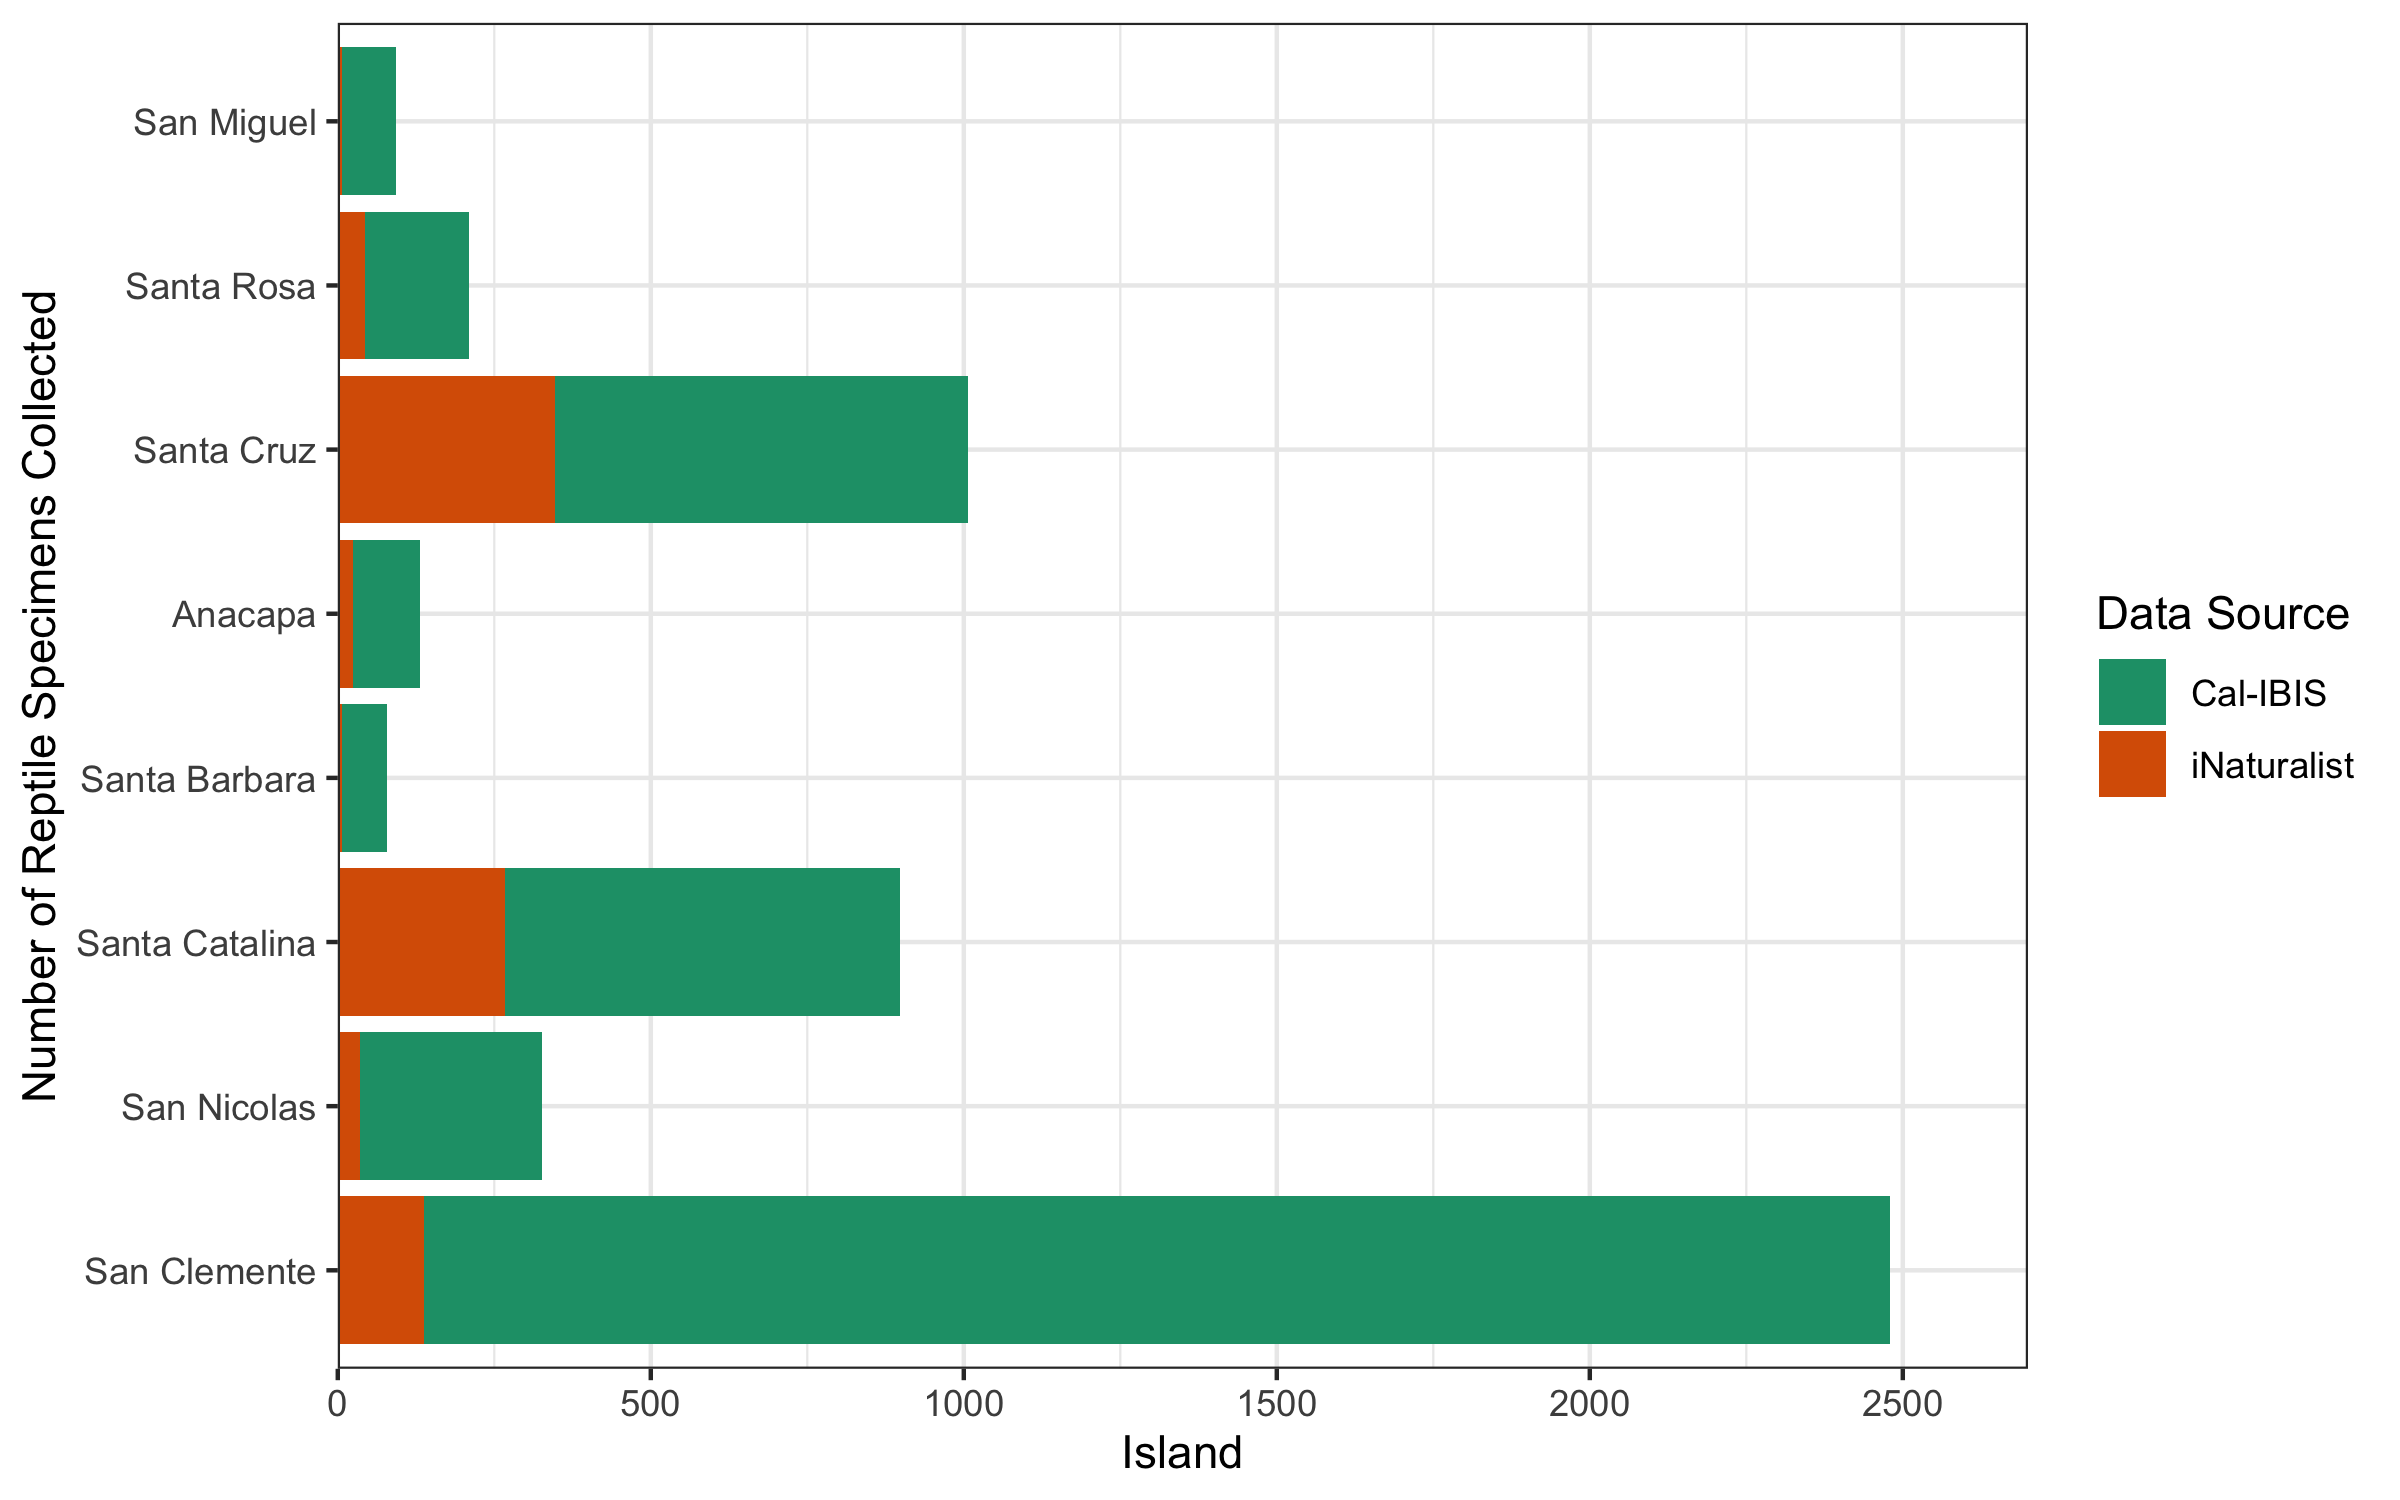 Number of Reptile Specimens Collected
San Miguel
Santa Rosa
Santa Cruz
Anacapa
Santa Barbara
Santa Catalina
San Nicolas
San Clemente
0 500 1000 1500 2000 2500
Island
Data Source
Cal-IBIS
iNaturalist